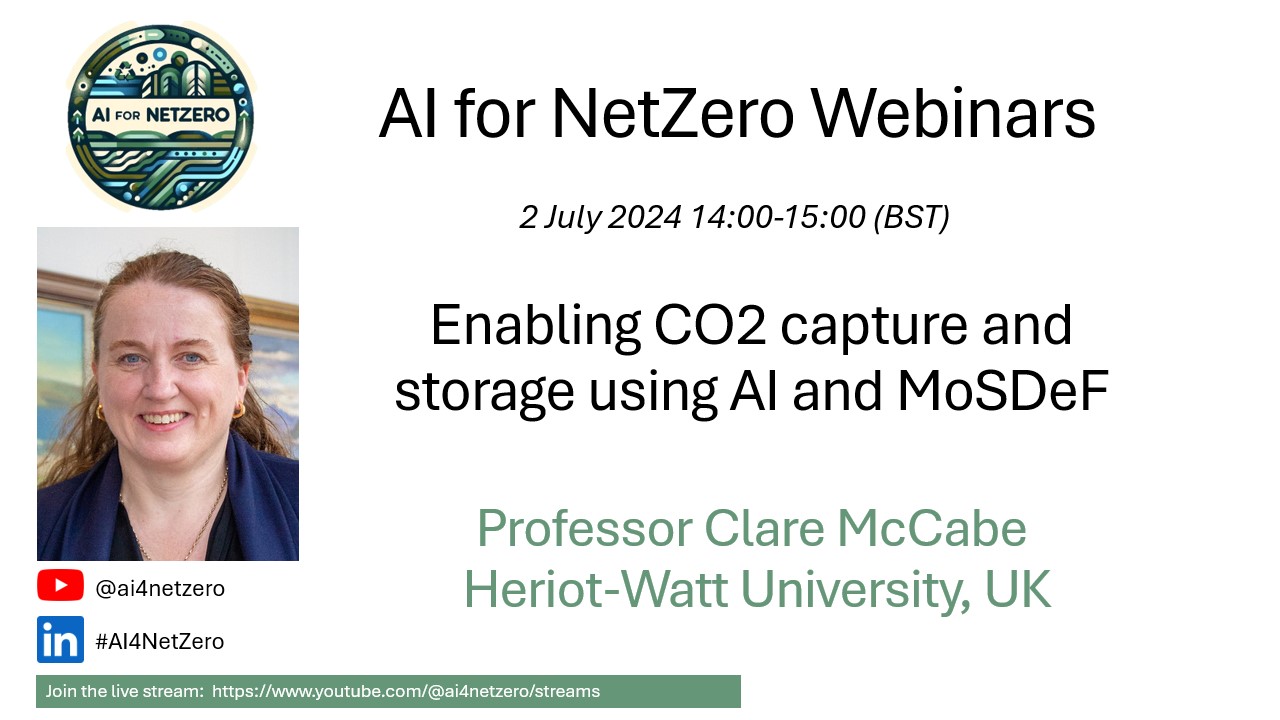 AI FOR NETZERO
AI for NetZero Webinars
2 July 2024 14:00-15:00 (BST)
Enabling CO2 capture and
storage using AI and MoSDeF
Professor Clare McCabe
Heriot-Watt University, UK
@ai4netzero
in
#AI4NetZero
Join the live stream: https://www.youtube.com/@ai4netzero/streams